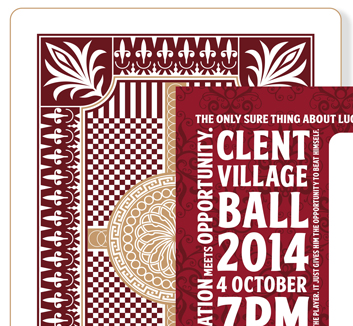 THE ONLY SURE THING ABOUT LUC
CLENT
VILLAGE
BALL
2014
4 OCTOBER
7PM
ATION MEETS OPPORTUNITY.
THE PLAYER. IT JUST GIVES HIM THE OPPORTUNITY TO BEAT HIMSELF.